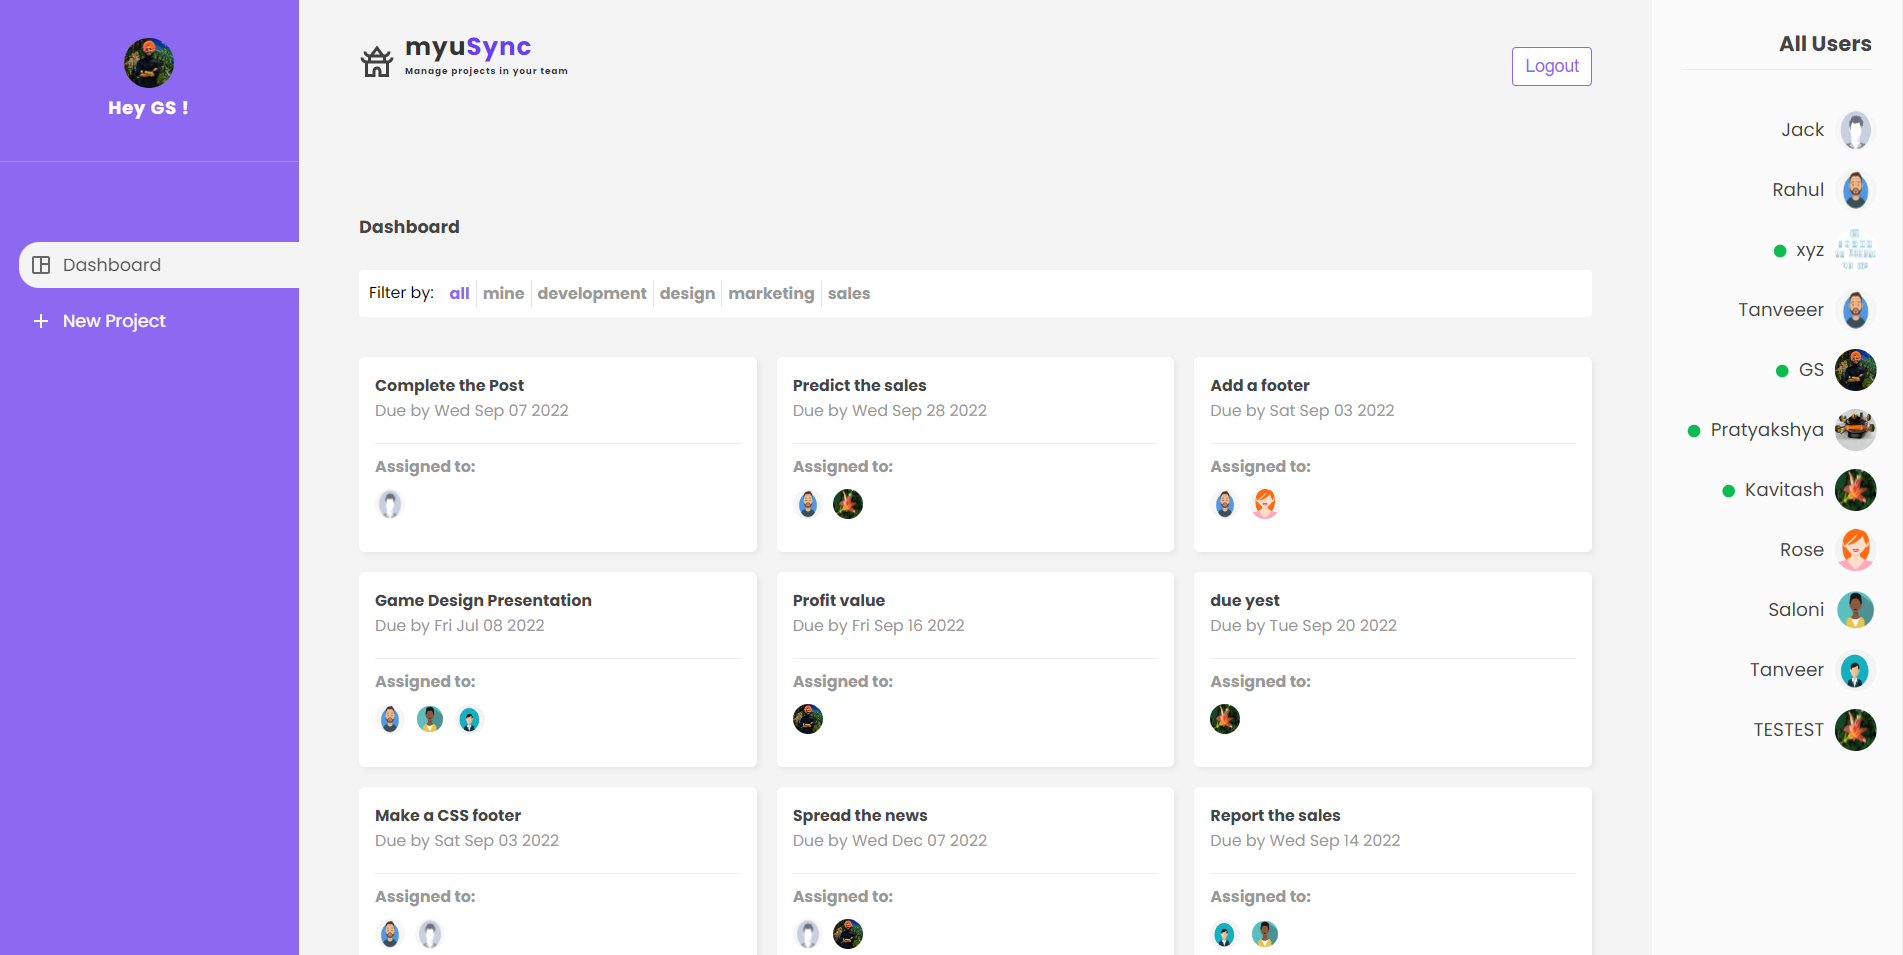 Hey GS !
Dashboard
New Project
myuSync
Manage projects in your team
Logout
Dashboard
Filter by: all mine development design marketing sales
Complete the Post
Due by Wed Sep 07 2022
Assigned to:
Predict the sales
Due by Wed Sep 28 2022
Assigned to:
Add a footer
Due by Sat Sep 03 2022
Assigned to:
Game Design Presentation
Due by Fri Jul 08 2022
Assigned to:
Profit value
Due by Fri Sep 16 2022
Assigned to:
due yest
Due by Tue Sep 20 2022
Assigned to:
Make a CSS footer
Due by Sat Sep 03 2022
Assigned to:
Spread the news
Due by Wed Dec 07 2022
Assigned to:
Report the sales
Due by Wed Sep 14 2022
Assigned to:
All Users
Jack
Rahul
xyz
Tanveeer
GS
Pratyakshya
Kavitash
Rose
Saloni
Tanveer
TESTEST